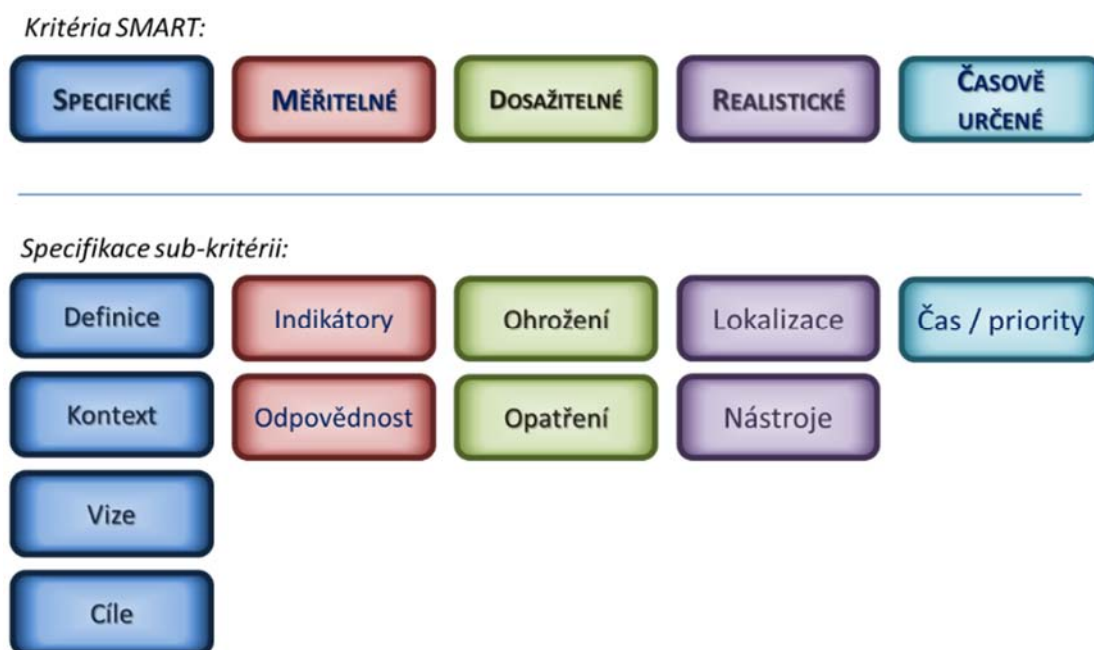 Kritéria SMART:
SPECIFICKÉ
MĚŘITELNÉ
DOSAŽITELNÉ
REALISTICKÉ
ČASOVĚ
URČENÉ
Specifikace sub-kritérii:
Definice
Indikátory
Ohrožení
Lokalizace
Čas / priority
Kontext
Odpovědnost
Opatření
Nástroje
Vize
Cíle